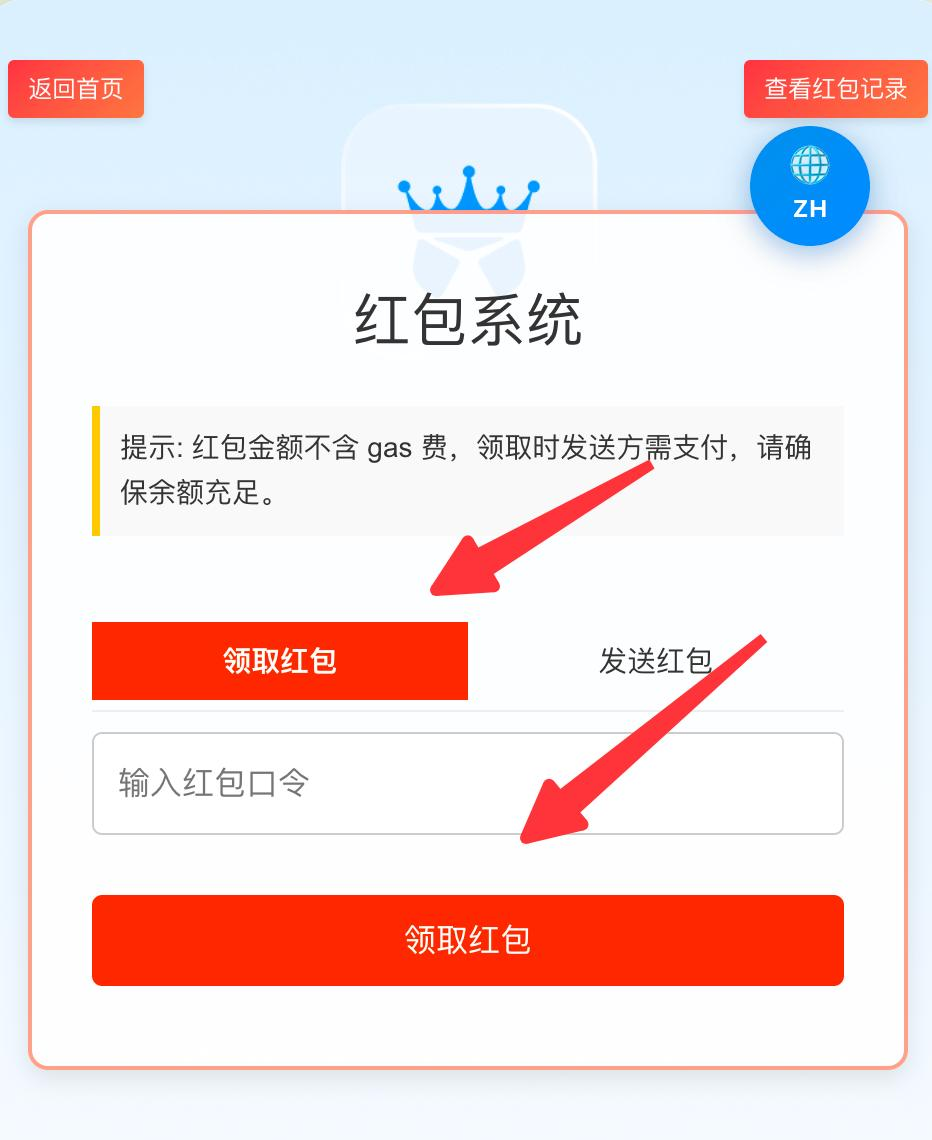 返回首页
查看红包记录
ZH
红包系统
提示: 红包金额不含 gas 费，领取时发送方需支付，请确
保余额充足。
领取红包
发送红包
输入红包口令
领取红包